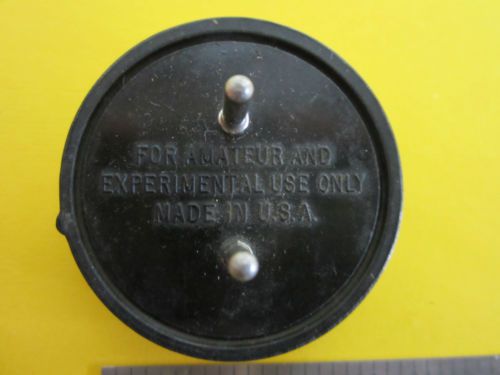 FOR AMATEUR AND
EXPERIMENTAL USE ONLY
MADE IN U.S.A.